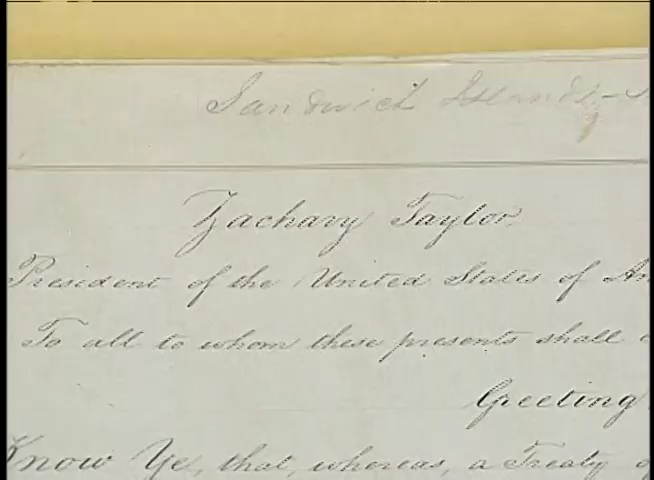 Sandwich Islands -
Zachary Taylor.
President of the United States of
To all to whom these presents shall
Greeting
Know Ye, that, whereas, a Treaty